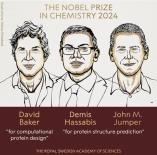 THE NOBEL PRIZE
IN CHEMISTRY 2024
David
Baker
"for computational
protein design"
Demis
Hassabis
John M.
Jumper
"for protein structure prediction"
THE ROYAL SWEDISH ACADEMY OF SCIENCES